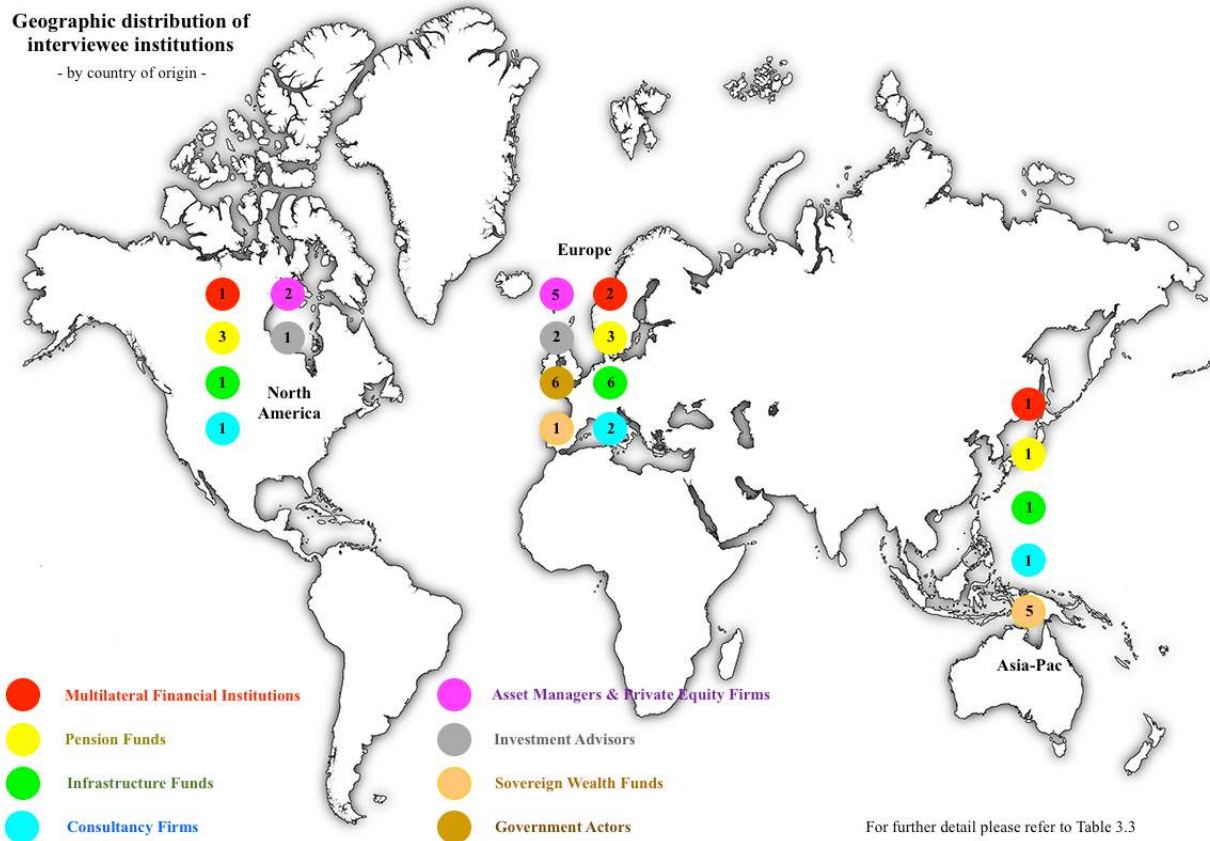 Geographic distribution of
interviewee institutions
- by country of origin -
Europe
1 2
3 1
1
1
North
America
5 2
2 3
6 6
1 2
1
1
1
1
5
Asia-Pac
Multilateral Financial Institutions
Pension Funds
Infrastructure Funds
Consultancy Firms
Asset Managers & Private Equity Firms
Investment Advisors
Sovereign Wealth Funds
Government Actors
For further detail please refer to Table 3.3